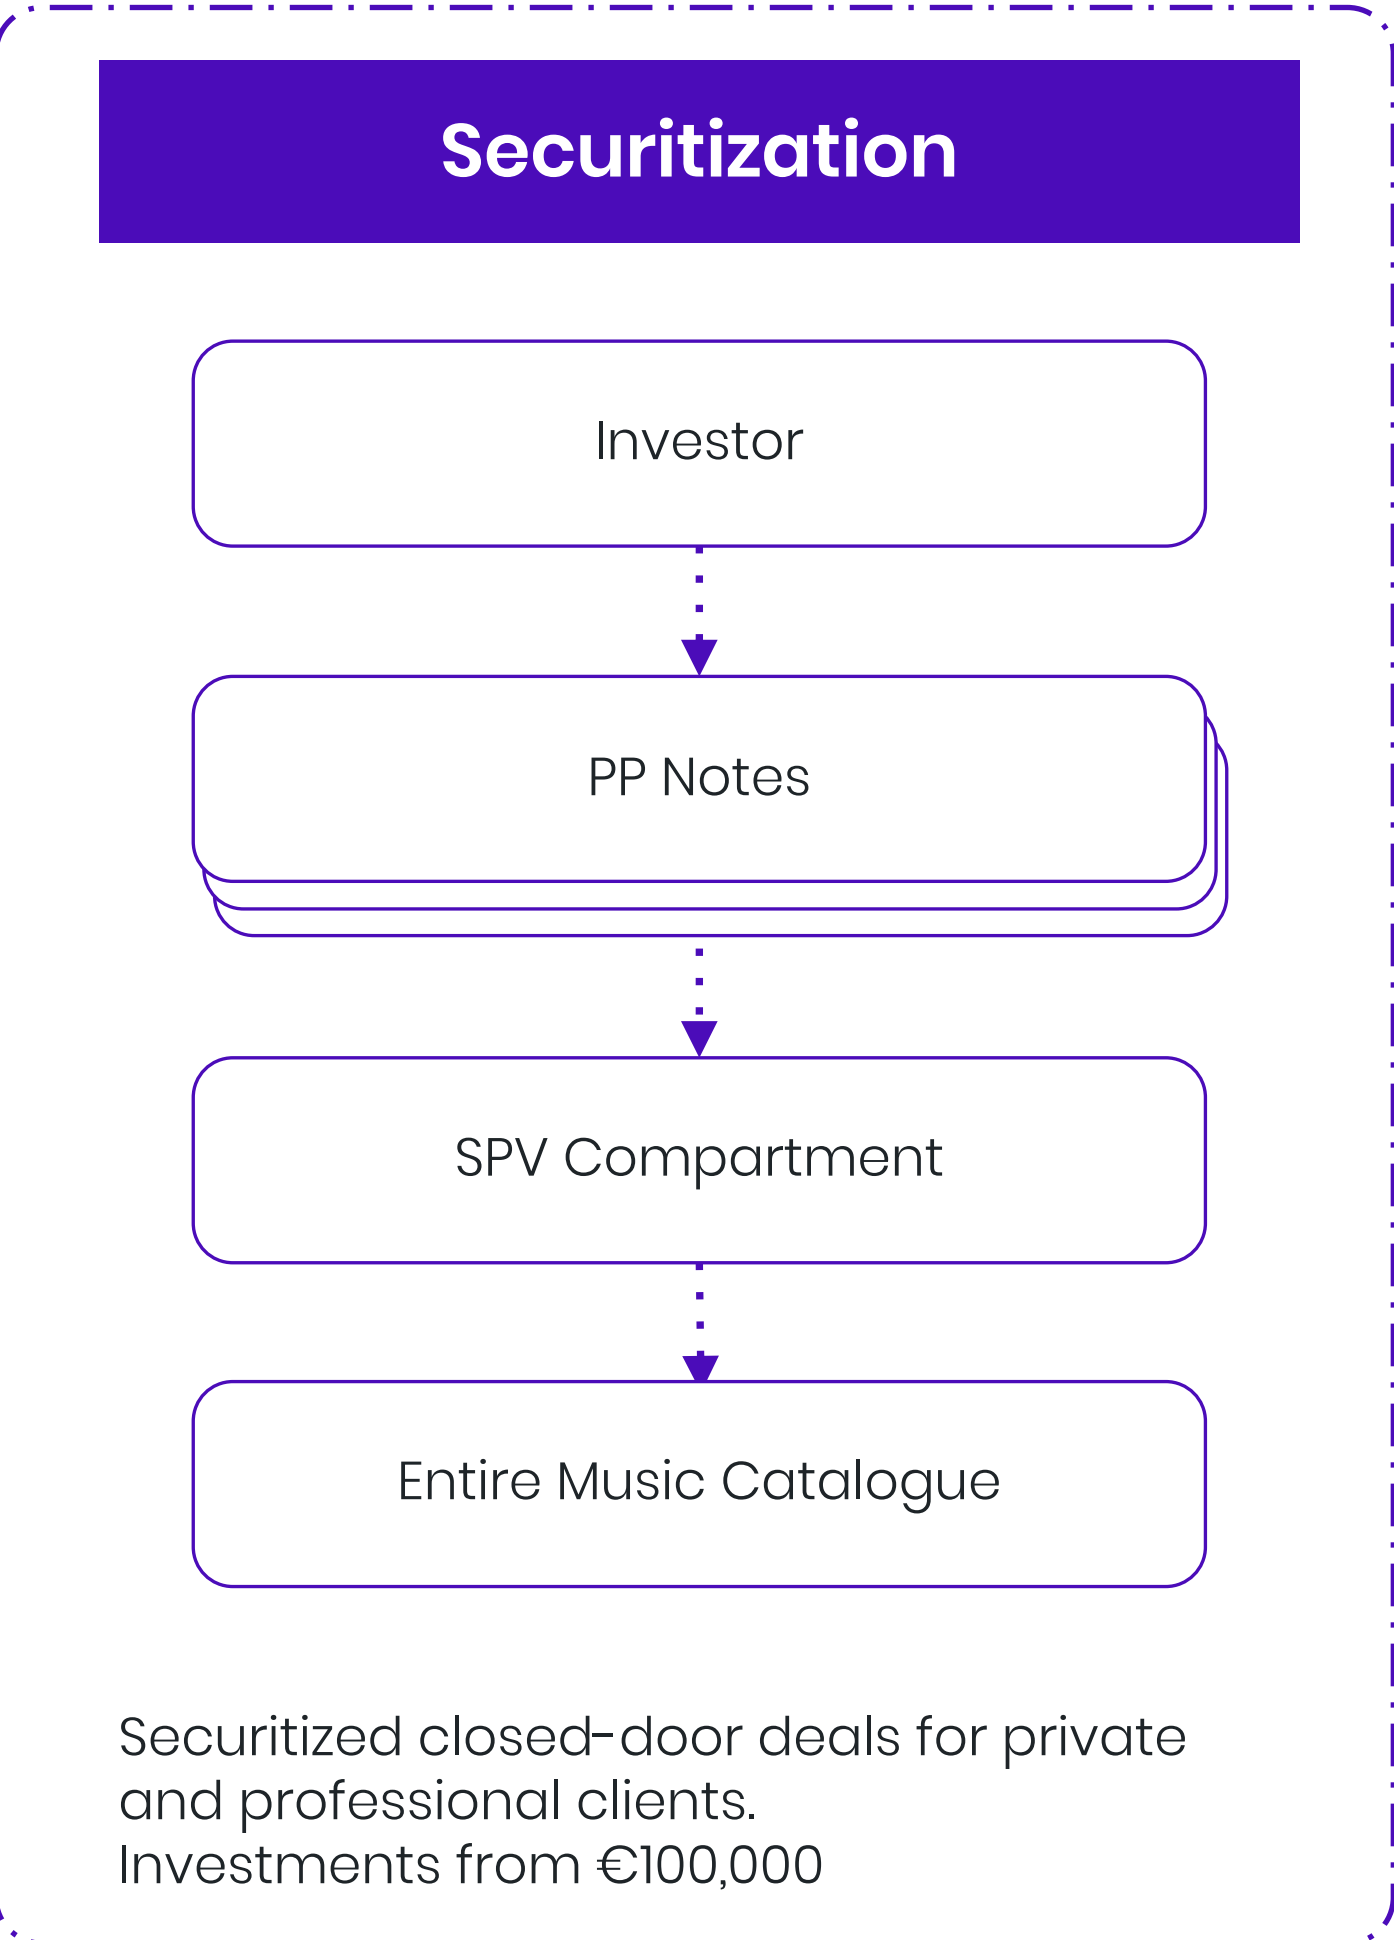 Securitization
Investor
PP Notes
SPV Compartment
Entire Music Catalogue
Securitized closed-door deals for private
and professional clients.
Investments from €100,000